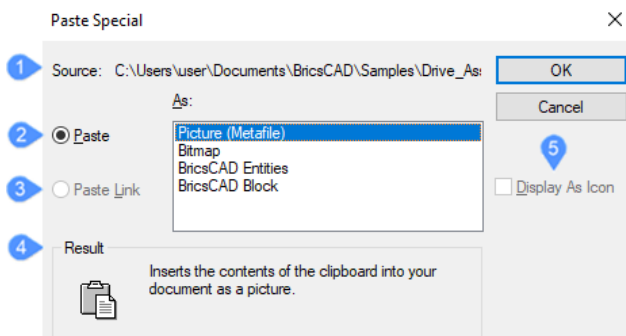 Paste Special
1 Source: C:\Users\user\Documents\BricsCAD\Samples\Drive_As
OK
As:
Cancel
2 Paste
Picture (Metafile)
Bitmap
BricsCAD Entities
BricsCAD Block
5
3 Paste Link
Display As Icon
4 Result
Inserts the contents of the clipboard into your
document as a picture.